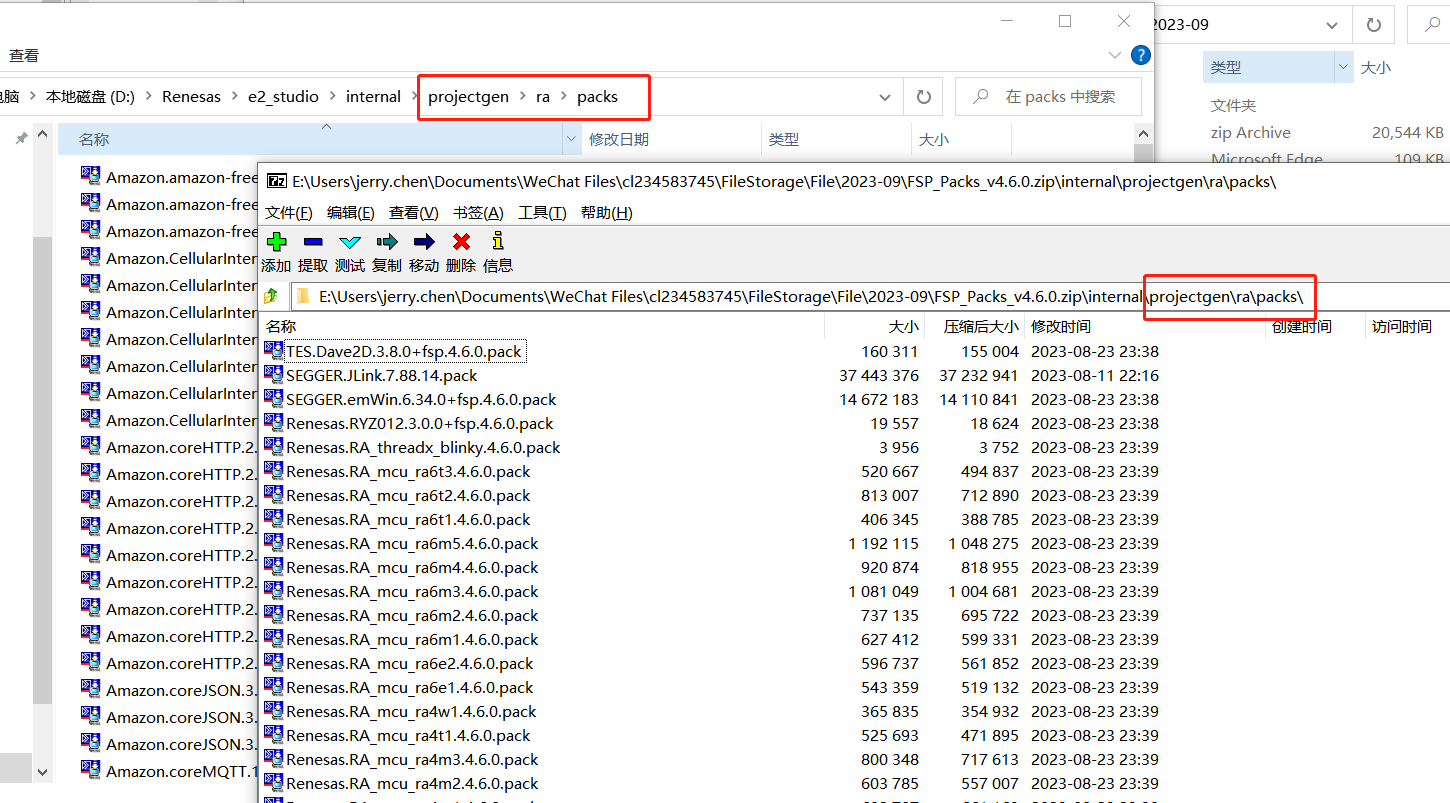 2023-09
查看
类型
大小
电脑 > 本地磁盘 (D:) > Renesas > e2_studio > internal > projectgen > ra > packs
在 packs 中搜索
文件夹
zip Archive 20,544 KB
Microsoft Edge 109 KB
名称 修改日期 类型 大小
Amazon.amazon-free
Amazon.amazon-free
Amazon.amazon-free
Amazon.CellularInter
Amazon.CellularInter
Amazon.CellularInter
Amazon.CellularInter
Amazon.CellularInter
Amazon.CellularInter
Amazon.CellularInter
Amazon.coreHTTP.2.
Amazon.coreHTTP.2.
Amazon.coreHTTP.2.
Amazon.coreHTTP.2.
Amazon.coreHTTP.2.
Amazon.coreHTTP.2.
Amazon.coreHTTP.2.
Amazon.coreHTTP.2.
Amazon.coreHTTP.2.
Amazon.coreJSON.3.
Amazon.coreJSON.3.
Amazon.coreJSON.3.
Amazon.coreMQTT.1
E:\Users\jerry.chen\Documents\WeChat Files\cl234583745\FileStorage\File\2023-09\FSP_Packs_v4.6.0.zip\internal\projectgen\ra\packs\
文件(F) 编辑(E) 查看(V) 书签(A) 工具(T) 帮助(H)
添加 提取 测试 复制 移动 删除 信息
E:\Users\jerry.chen\Documents\WeChat Files\cl234583745\FileStorage\File\2023-09\FSP_Packs_v4.6.0.zip\internal\projectgen\ra\packs\
名称 大小 压缩后大小 修改时间 创建时间 访问时间
TES.Dave2D.3.8.0+fsp.4.6.0.pack 160 311 155 004 2023-08-23 23:38
SEGGER.JLink.7.88.14.pack 37 443 376 37 232 941 2023-08-11 22:16
SEGGER.emWin.6.34.0+fsp.4.6.0.pack 14 672 183 14 110 841 2023-08-23 23:38
Renesas.RYZ012.3.0.0+fsp.4.6.0.pack 19 557 18 624 2023-08-23 23:38
Renesas.RA_threadx_blinky.4.6.0.pack 3 956 3 752 2023-08-23 23:38
Renesas.RA_mcu_ra6t3.4.6.0.pack 520 667 494 837 2023-08-23 23:39
Renesas.RA_mcu_ra6t2.4.6.0.pack 813 007 712 890 2023-08-23 23:39
Renesas.RA_mcu_ra6t1.4.6.0.pack 406 345 388 785 2023-08-23 23:39
Renesas.RA_mcu_ra6m5.4.6.0.pack 1 192 115 1 048 275 2023-08-23 23:39
Renesas.RA_mcu_ra6m4.4.6.0.pack 920 874 818 955 2023-08-23 23:39
Renesas.RA_mcu_ra6m3.4.6.0.pack 1 081 049 1 004 681 2023-08-23 23:39
Renesas.RA_mcu_ra6m2.4.6.0.pack 737 135 695 722 2023-08-23 23:39
Renesas.RA_mcu_ra6m1.4.6.0.pack 627 412 599 331 2023-08-23 23:39
Renesas.RA_mcu_ra6e2.4.6.0.pack 596 737 561 852 2023-08-23 23:39
Renesas.RA_mcu_ra6e1.4.6.0.pack 543 359 519 132 2023-08-23 23:39
Renesas.RA_mcu_ra4w1.4.6.0.pack 365 835 354 932 2023-08-23 23:39
Renesas.RA_mcu_ra4t1.4.6.0.pack 525 693 471 895 2023-08-23 23:39
Renesas.RA_mcu_ra4m3.4.6.0.pack 800 348 717 613 2023-08-23 23:39
Renesas.RA_mcu_ra4m2.4.6.0.pack 603 785 557 007 2023-08-23 23:39